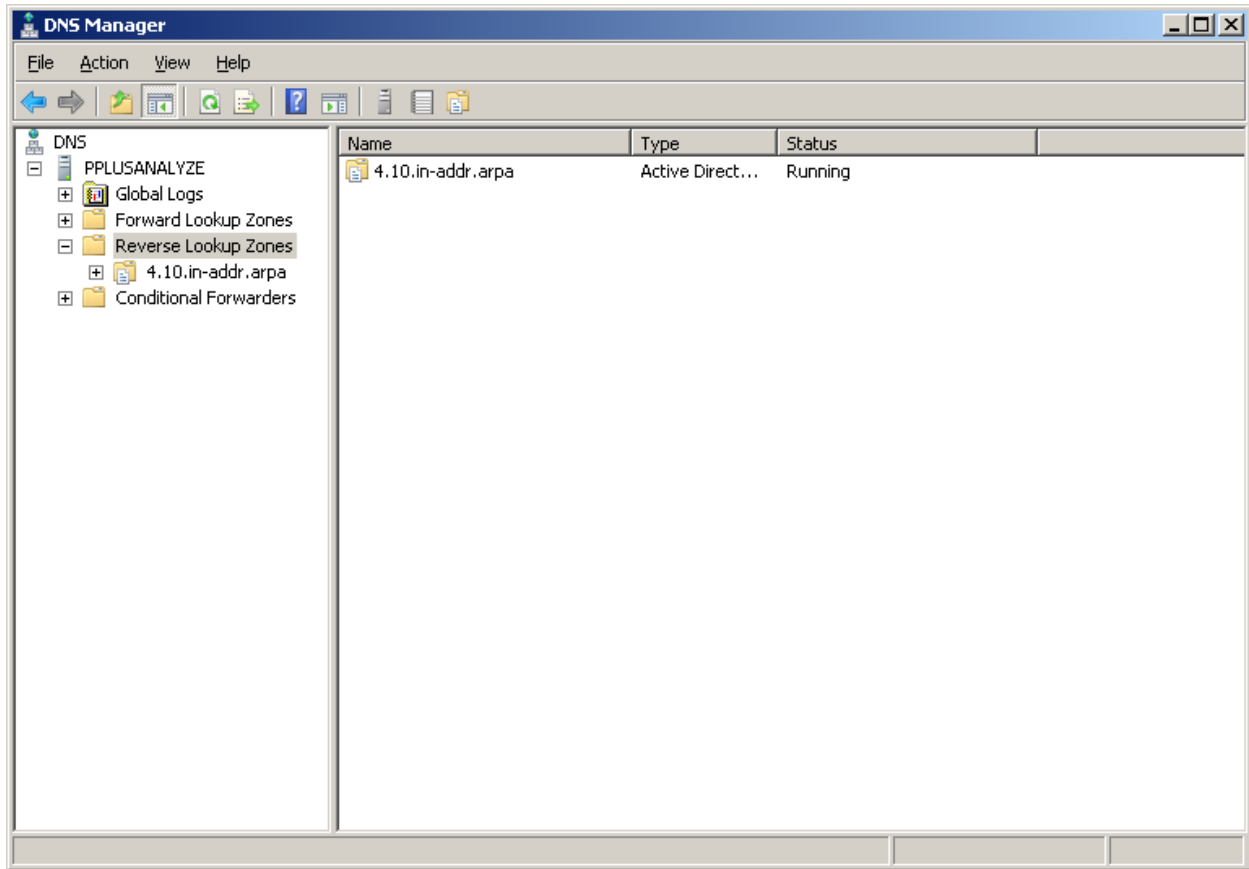 DNS Manager
File Action View Help
DNS
PPLUSANALYZE
Global Logs
Forward Lookup Zones
Reverse Lookup Zones
4.10.in-addr.arpa
Conditional Forwarders
Name Type Status
4.10.in-addr.arpa Active Direct... Running